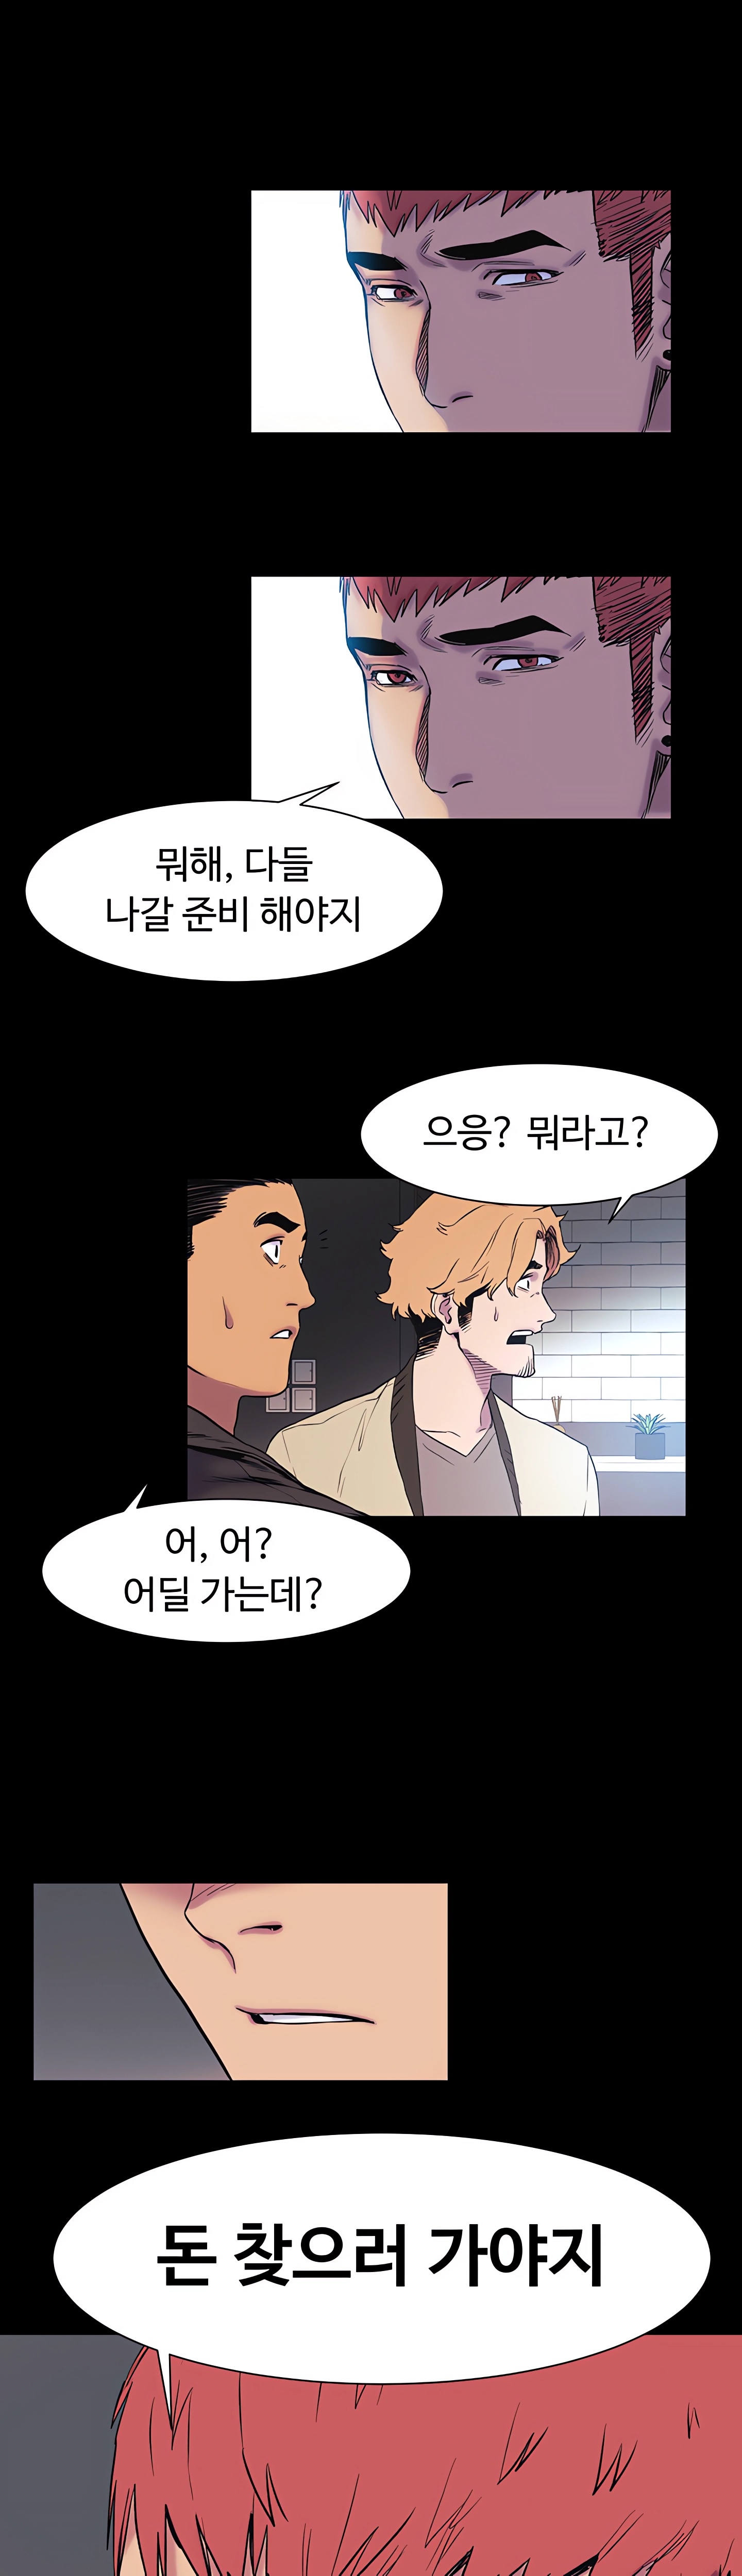 뭐해, 다들
나갈 준비 해야지
으응? 뭐라고?
어, 어?
어딜 가는데?
돈 찾으러 가야지